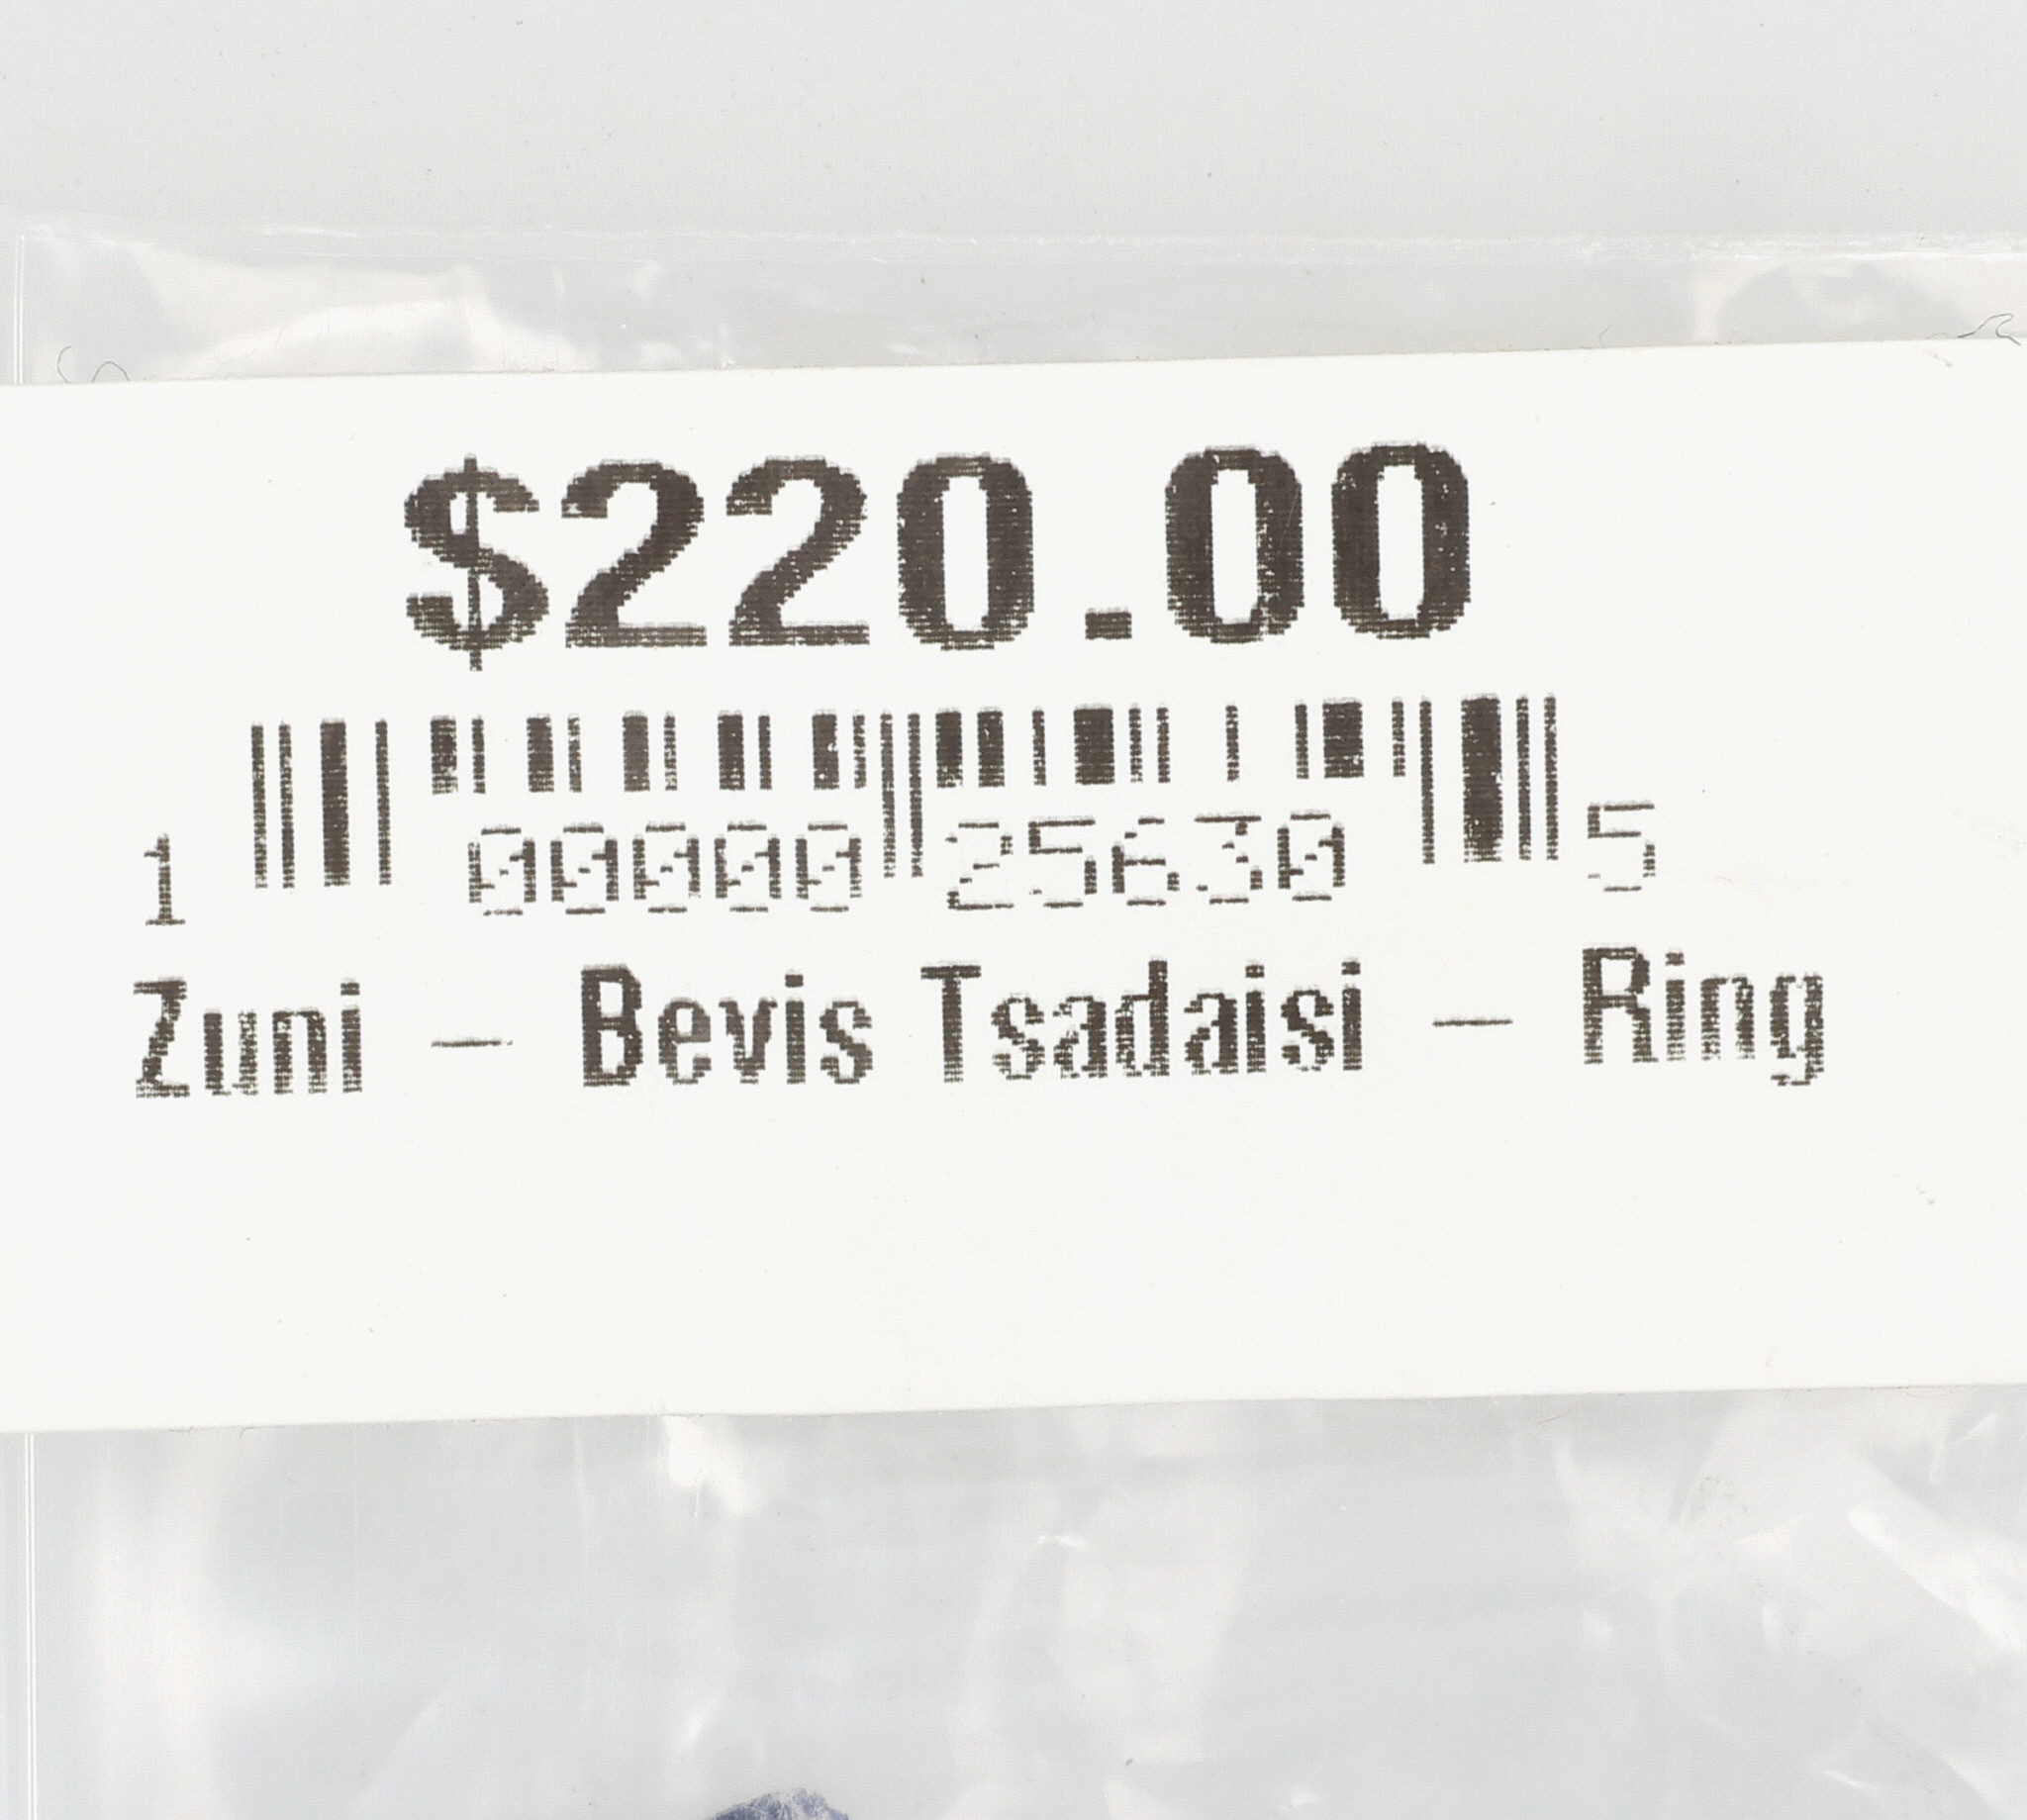 $220.00
1 00000 25630 5
Zuni - Bevis Tsadaisi - Ring